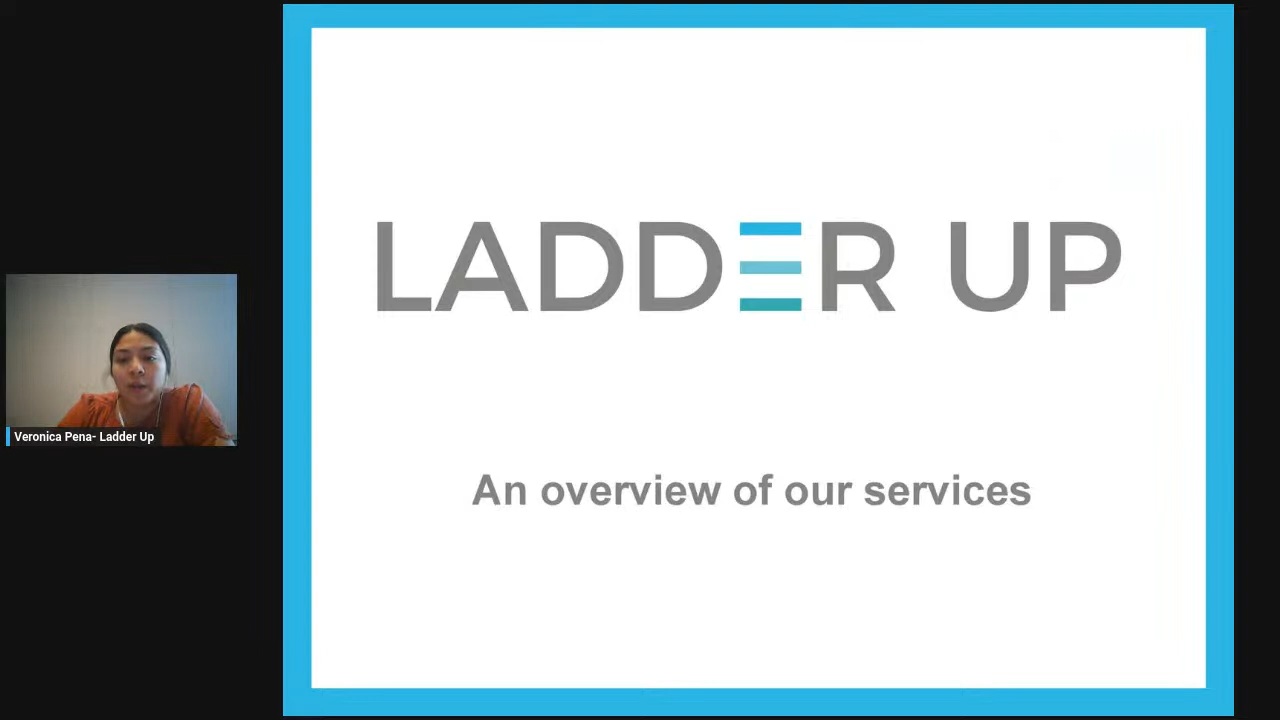 LADDER UP
Veronica Pena- Ladder Up
An overview of our services